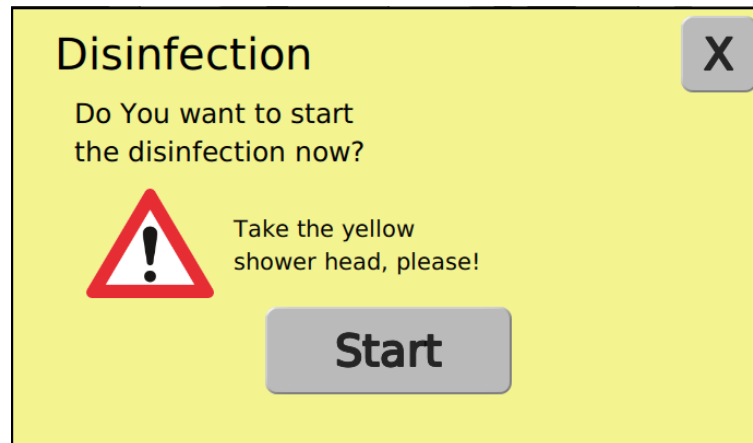 Disinfection
X
Do You want to start
the disinfection now?
Take the yellow
shower head, please!
Start